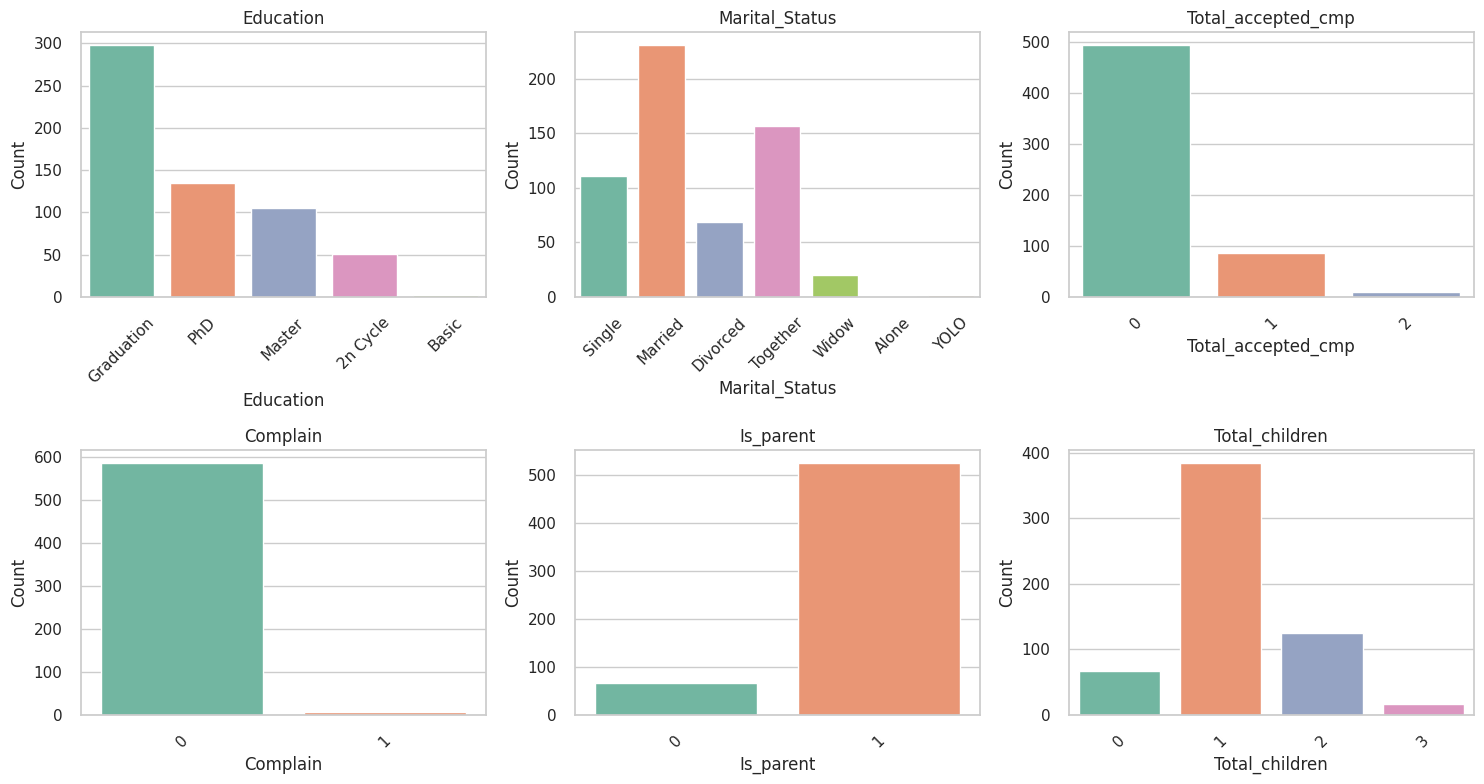 Education
Count
300
250
200
150
100
50
0
Graduation
PhD
Master
2n Cycle
Basic
Education
Marital_Status
Count
200
150
100
50
0
Single
Married
Divorced
Together
Widow
Alone
YOLO
Marital_Status
Total_accepted_cmp
Count
500
400
300
200
100
0
0
1
2
Total_accepted_cmp
Complain
Count
600
500
400
300
200
100
0
0
1
Complain
Is_parent
Count
500
400
300
200
100
0
0
1
Is_parent
Total_children
Count
400
300
200
100
0
0
1
2
3
Total_children